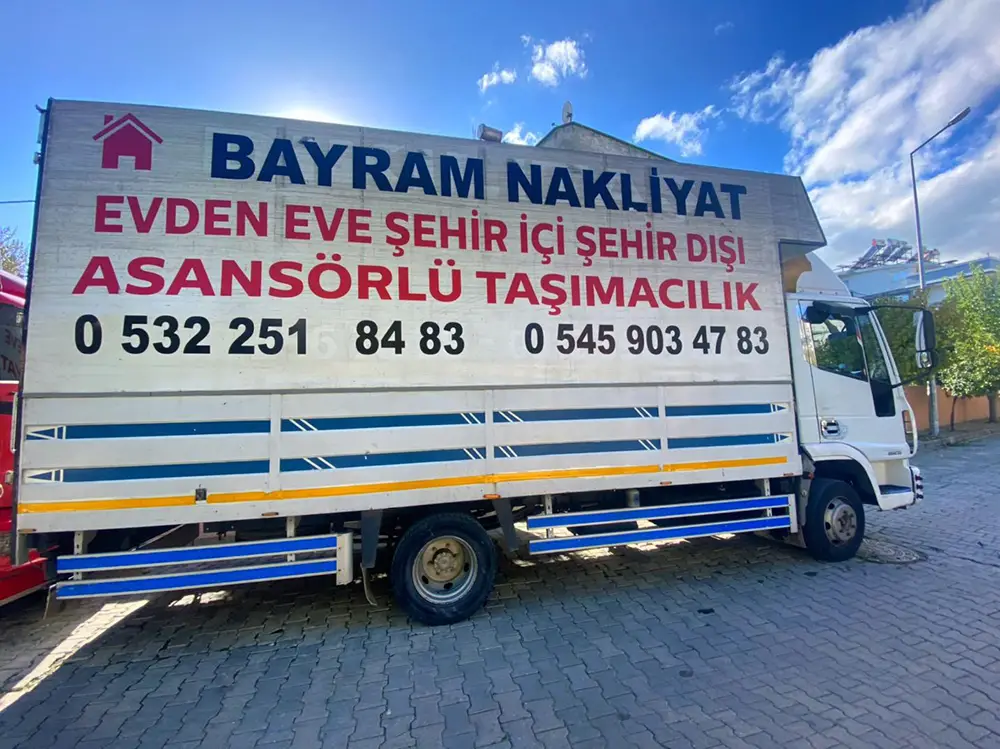 BAYRAM NAKLİYAT
EVDEN EVE ŞEHİR İÇİ ŞEHİR DIŞI
ASANSÖRLÜ TAŞIMACILIK
0 532 251 84 83 0 545 903 47 83